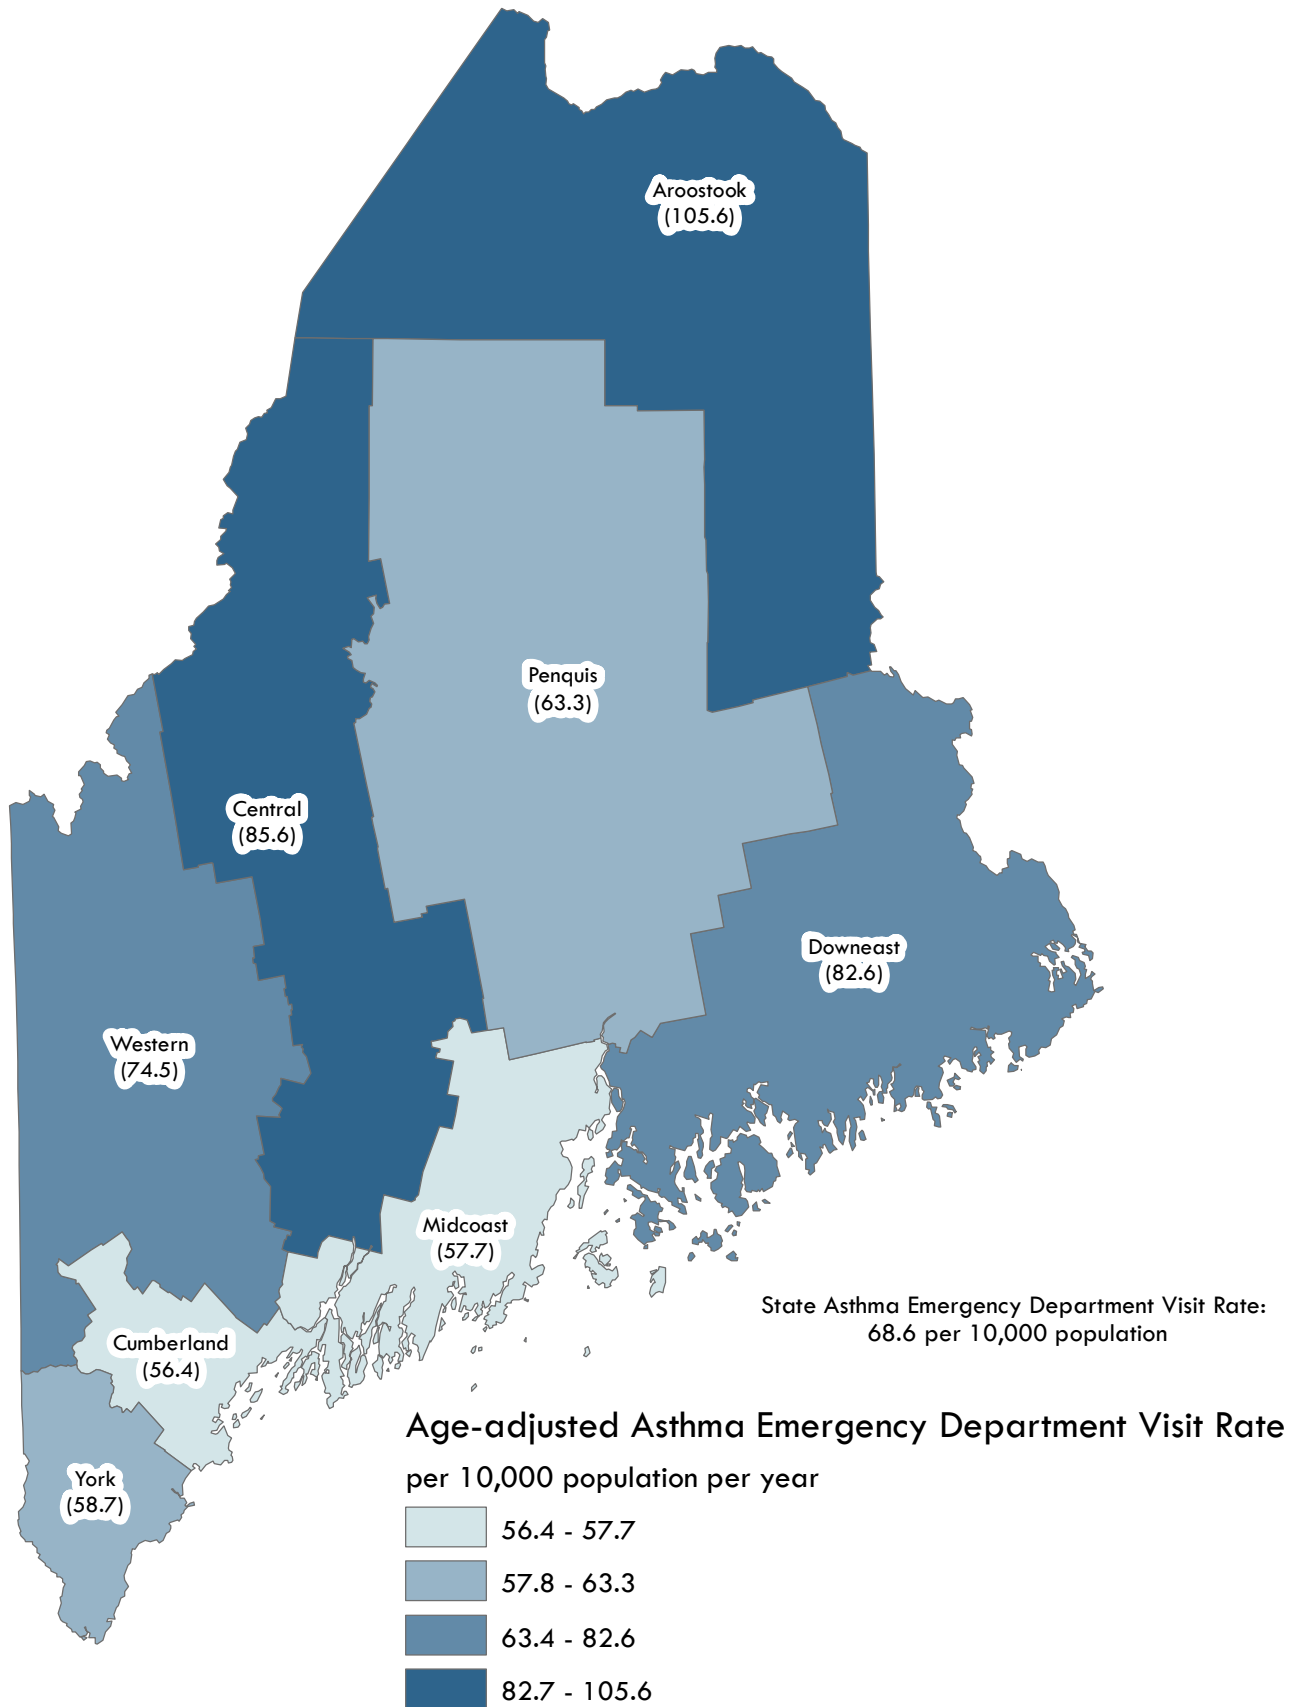 Aroostook
(105.6)
Penquis
(63.3)
Central
(85.6)
Downeast
(82.6)
Western
(74.5)
Midcoast
(57.7)
State Asthma Emergency Department Visit Rate:
68.6 per 10,000 population
Cumberland
(56.4)
York
(58.7)
Age-adjusted Asthma Emergency Department Visit Rate
per 10,000 population per year
56.4 - 57.7
57.8 - 63.3
63.4 - 82.6
82.7 - 105.6